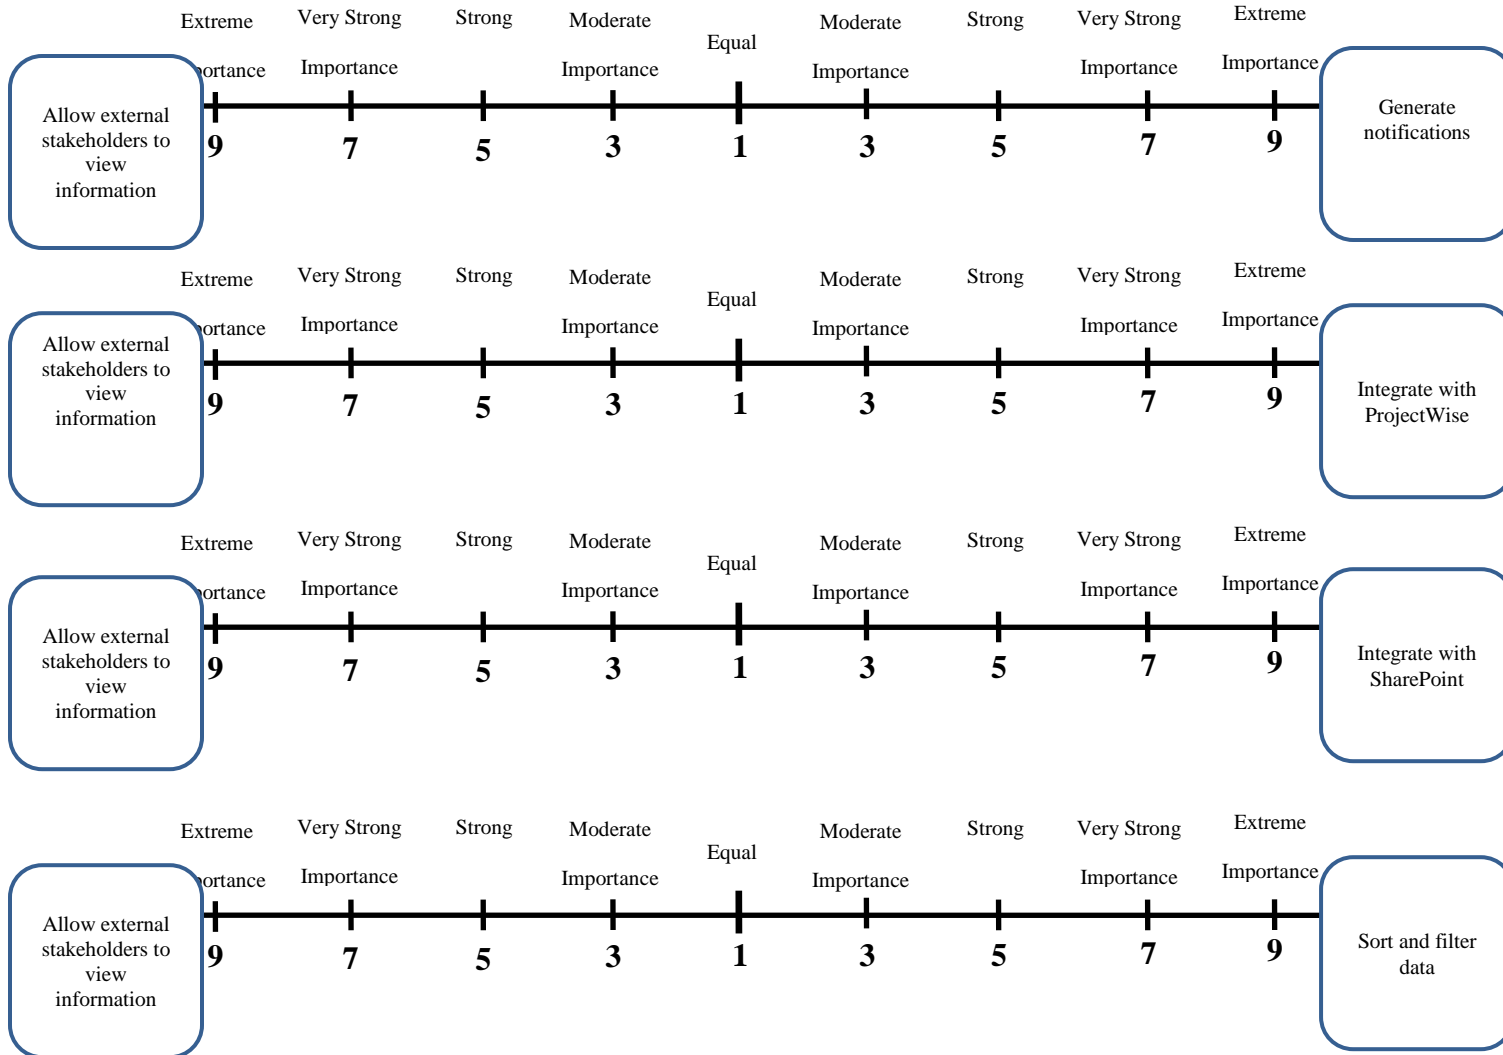 Extreme Very Strong Strong Moderate Equal Moderate Strong Very Strong Extreme
portance Importance Importance Importance Importance Importance
Allow external
stakeholders to
view
information
9 7 5 3 1 3 5 7 9
Generate
notifications
Extreme Very Strong Strong Moderate Equal Moderate Strong Very Strong Extreme
portance Importance Importance Importance Importance Importance
Allow external
stakeholders to
view
information
9 7 5 3 1 3 5 7 9
Integrate with
ProjectWise
Extreme Very Strong Strong Moderate Equal Moderate Strong Very Strong Extreme
portance Importance Importance Importance Importance Importance
Allow external
stakeholders to
view
information
9 7 5 3 1 3 5 7 9
Integrate with
SharePoint
Extreme Very Strong Strong Moderate Equal Moderate Strong Very Strong Extreme
portance Importance Importance Importance Importance Importance
Allow external
stakeholders to
view
information
9 7 5 3 1 3 5 7 9
Sort and filter
data